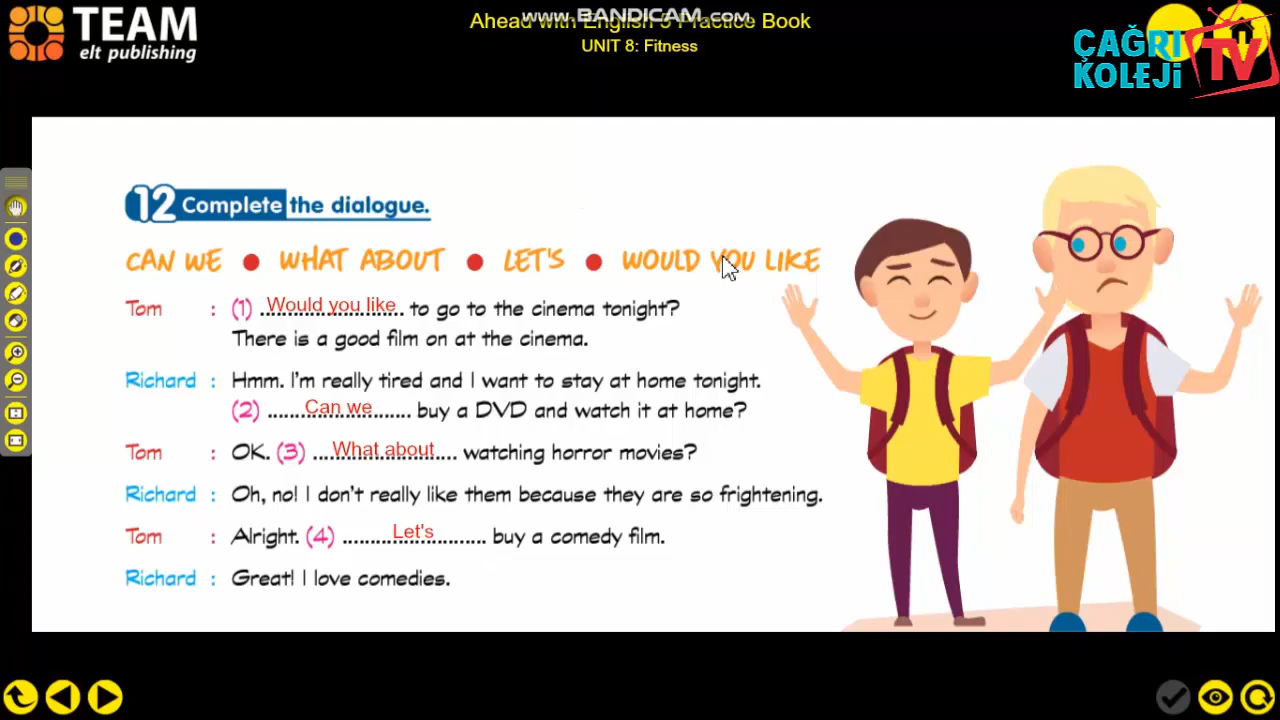 TEAM
elt publishing
Ahead with English 5 Practice Book
www.BANDICAM.com
UNIT 8: Fitness
ÇAĞRI
KOLEJİ
TV
12 Complete the dialogue.
CAN WE ● WHAT ABOUT ● LET'S ● WOULD YOU LIKE
Tom : (1) Would you like to go to the cinema tonight?
There is a good film on at the cinema.
Richard : Hmm. I'm really tired and I want to stay at home tonight.
(2) Can we buy a DVD and watch it at home?
Tom : OK. (3) What about watching horror movies?
Richard : Oh, no! I don't really like them because they are so frightening.
Tom : Alright. (4) Let's buy a comedy film.
Richard : Great! I love comedies.